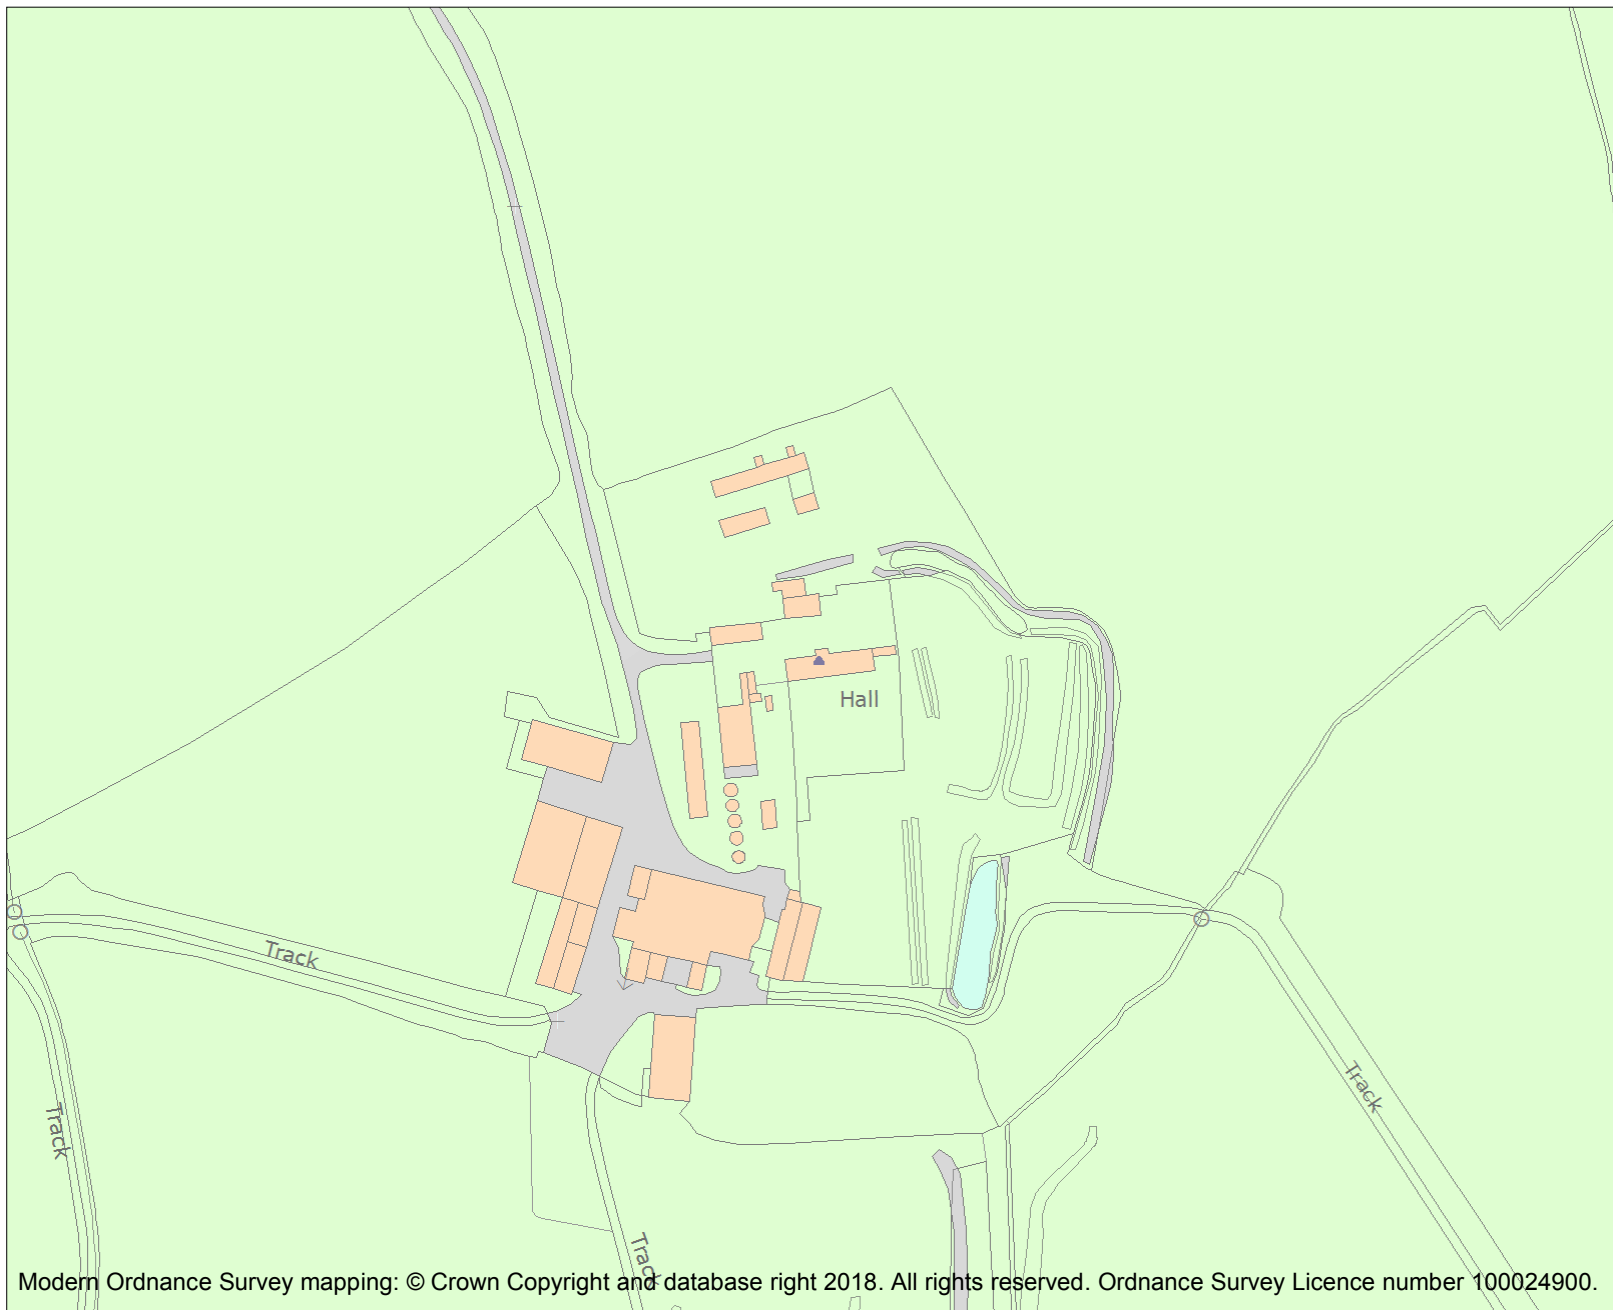 Hall
Track
Track
Track
Track
Modern Ordnance Survey mapping: © Crown Copyright and database right 2018. All rights reserved. Ordnance Survey Licence number 100024900.